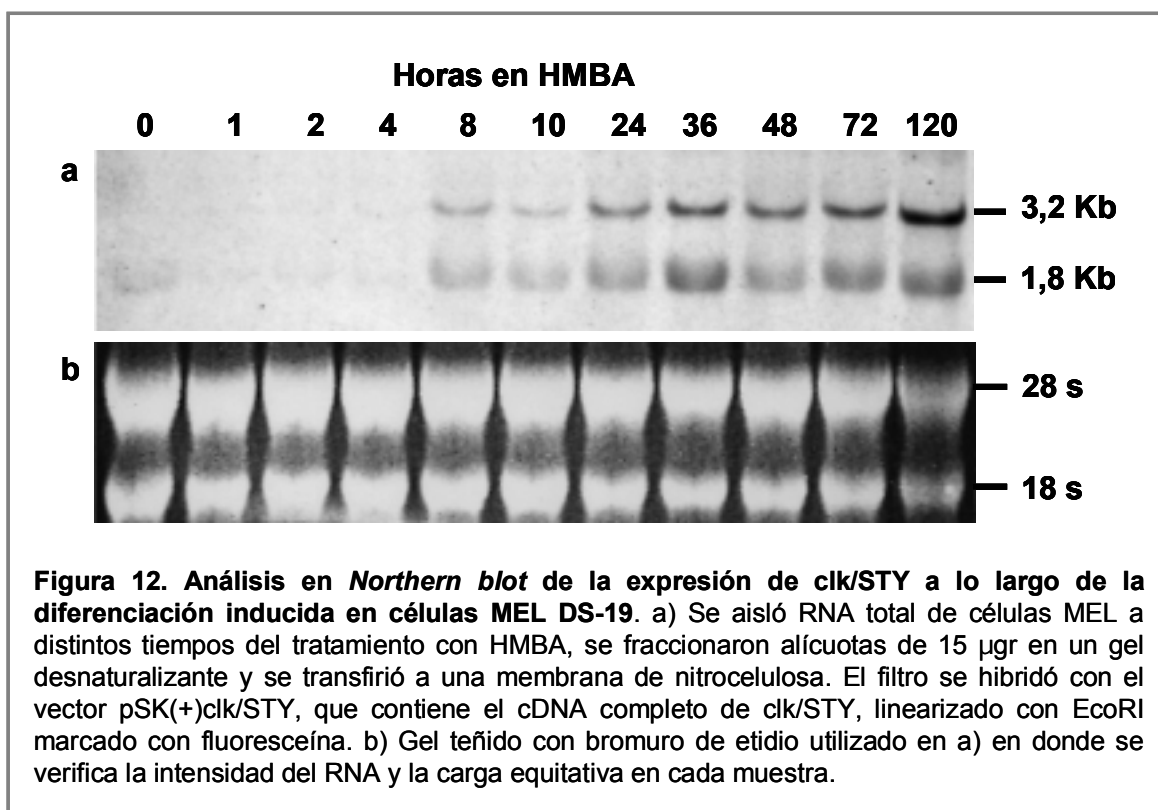 Horas en HMBA
0 1 2 4 8 10 24 36 48 72 120
a
3,2 Kb
1,8 Kb
b
28 s
18 s
Figura 12. Análisis en Northern blot de la expresión de clk/STY a lo largo de la
diferenciación inducida en células MEL DS-19. a) Se aisló RNA total de células MEL a
distintos tiempos del tratamiento con HMBA, se fraccionaron alícuotas de 15 µgr en un gel
desnaturalizante y se transfirió a una membrana de nitrocelulosa. El filtro se hibridó con el
vector pSK(+)clk/STY, que contiene el cDNA completo de clk/STY, linearizado con EcoRI
marcado con fluoresceína. b) Gel teñido con bromuro de etidio utilizado en a) en donde se
verifica la intensidad del RNA y la carga equitativa en cada muestra.